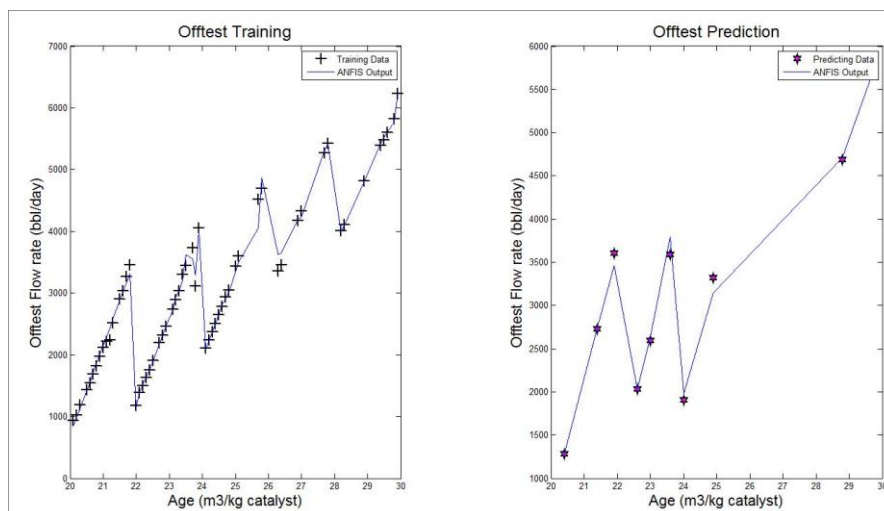 Offtest Training
Training Data
ANFIS Output
7000
6000
5000
4000
3000
2000
1000
0
20 21 22 23 24 25 26 27 28 29 30
Age (m3/kg catalyst)
Offtest Flow rate (bbl/day)
Offtest Prediction
Predicting Data
ANFIS Output
6000
5500
5000
4500
4000
3500
3000
2500
2000
1500
1000
20 21 22 23 24 25 26 27 28 29 30
Age (m3/kg catalyst)
Offtest Flow rate (bbl/day)